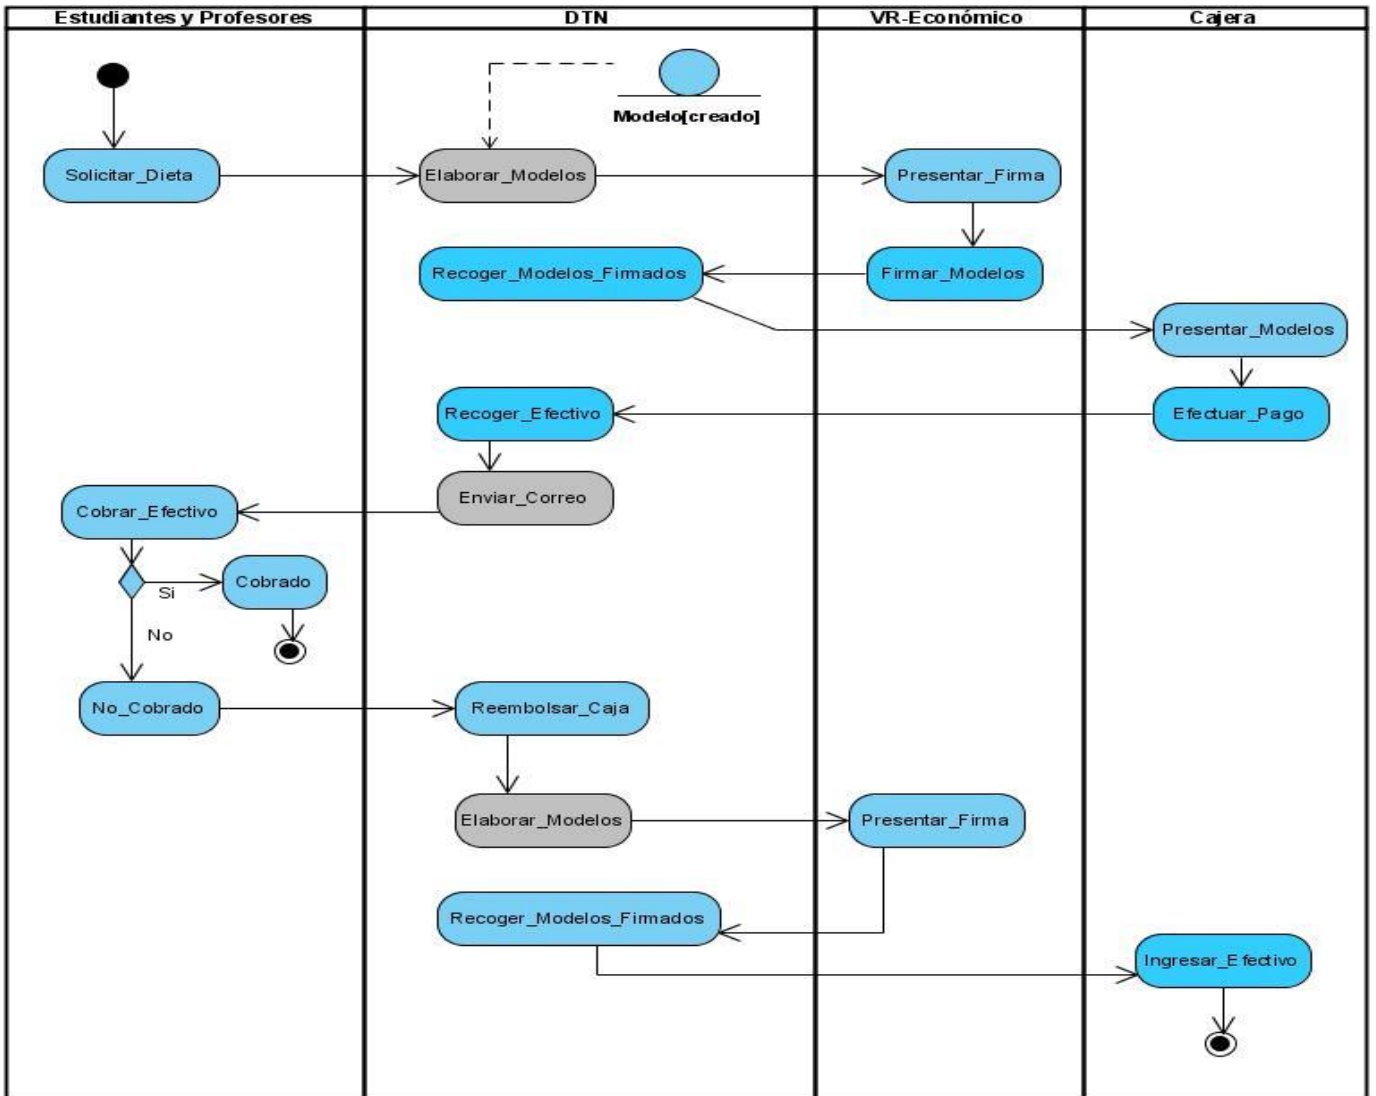 Estudiantes y Profesores
DTN
VR-Económico
Cajera
Modelo[creado]
Solicitar_Dieta
Elaborar_Modelos
Presentar_Firma
Recoger_Modelos_Firmados
Firmar_Modelos
Presentar_Modelos
Recoger_Efectivo
Efectuar_Pago
Enviar_Correo
Cobrar_Efectivo
Cobrado
Si
No
No_Cobrado
Reembolsar_Caja
Elaborar_Modelos
Presentar_Firma
Recoger_Modelos_Firmados
Ingresar_Efectivo